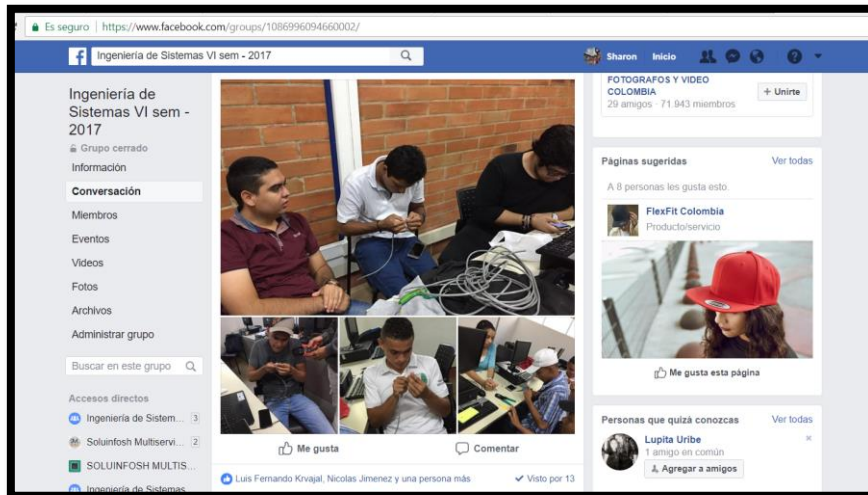 Es seguro | https://www.facebook.com/groups/1086996094660002/
Ingeniería de Sistemas VI sem - 2017
Sharon Inicio
Ingeniería de
Sistemas VI sem -
2017
Grupo cerrado
Información
Conversación
Miembros
Eventos
Videos
Fotos
Archivos
Administrar grupo
Buscar en este grupo
Accesos directos
Ingeniería de Sistem... 3
Soluinfosh Multiservi... 2
SOLUINFOSH MULTIS...
Ingeniería de Sistemas
Me gusta
Comentar
Luis Fernando Krvajal, Nicolas Jimenez y una persona más
Visto por 13
FOTOGRAFOS Y VIDEO
COLOMBIA
29 amigos · 71.943 miembros
+ Unirte
Páginas sugeridas
Ver todas
A 8 personas les gusta esto.
FlexFit Colombia
Producto/servicio
Me gusta esta página
Personas que quizá conozcas
Ver todas
Lupita Uribe
1 amigo en común
Agregar a amigos